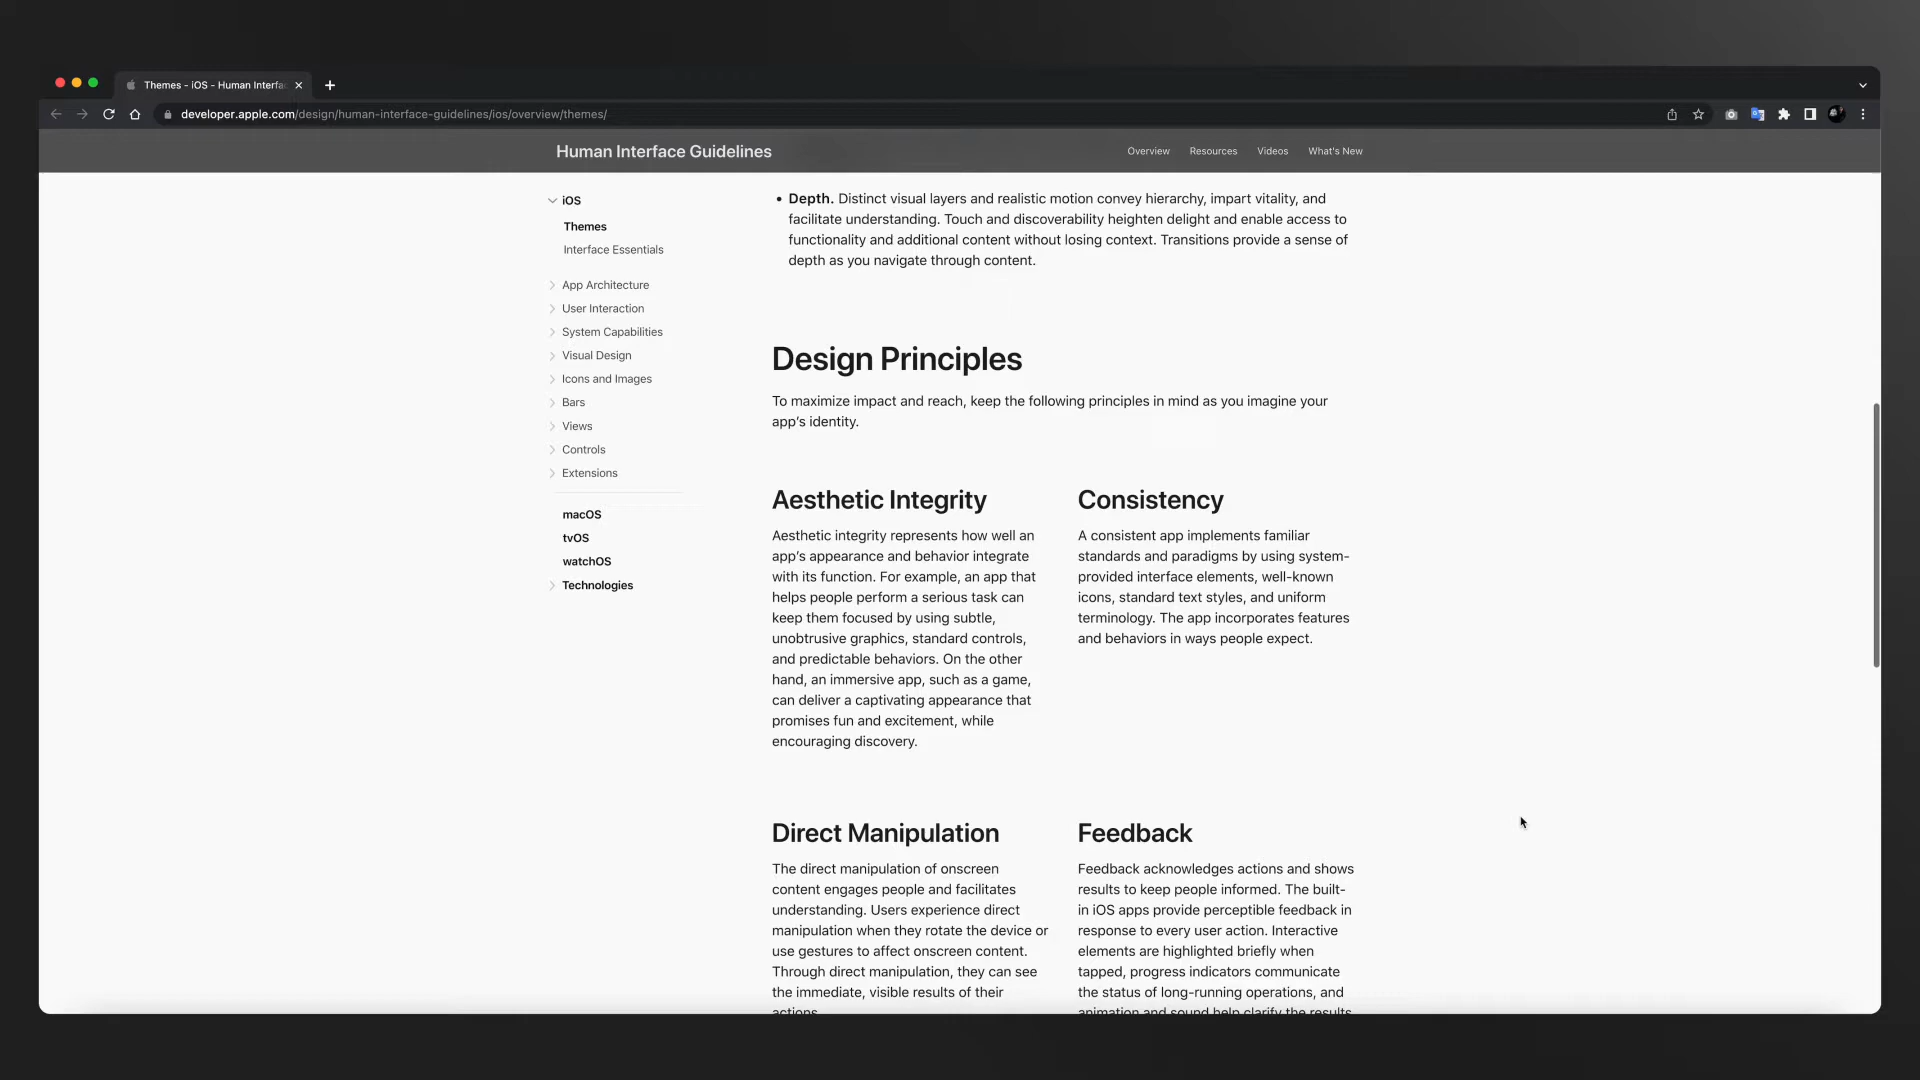 Themes - iOS - Human Interfa
developer.apple.com/design/human-interface-guidelines/ios/overview/themes/
Human Interface Guidelines
Overview
Resources
Videos
What's New
iOS
Themes
Interface Essentials
App Architecture
User Interaction
System Capabilities
Visual Design
Icons and Images
Bars
Views
Controls
Extensions
macOS
tvOS
watchOS
Technologies
• Depth. Distinct visual layers and realistic motion convey hierarchy, impart vitality, and
facilitate understanding. Touch and discoverability heighten delight and enable access to
functionality and additional content without losing context. Transitions provide a sense of
depth as you navigate through content.
Design Principles
To maximize impact and reach, keep the following principles in mind as you imagine your
app’s identity.
Aesthetic Integrity
Aesthetic integrity represents how well an
app’s appearance and behavior integrate
with its function. For example, an app that
helps people perform a serious task can
keep them focused by using subtle,
unobtrusive graphics, standard controls,
and predictable behaviors. On the other
hand, an immersive app, such as a game,
can deliver a captivating appearance that
promises fun and excitement, while
encouraging discovery.
Consistency
A consistent app implements familiar
standards and paradigms by using system-
provided interface elements, well-known
icons, standard text styles, and uniform
terminology. The app incorporates features
and behaviors in ways people expect.
Direct Manipulation
The direct manipulation of onscreen
content engages people and facilitates
understanding. Users experience direct
manipulation when they rotate the device or
use gestures to affect onscreen content.
Through direct manipulation, they can see
the immediate, visible results of their
actions.
Feedback
Feedback acknowledges actions and shows
results to keep people informed. The built-
in iOS apps provide perceptible feedback in
response to every user action. Interactive
elements are highlighted briefly when
tapped, progress indicators communicate
the status of long-running operations, and
animation and sound help clarify the results